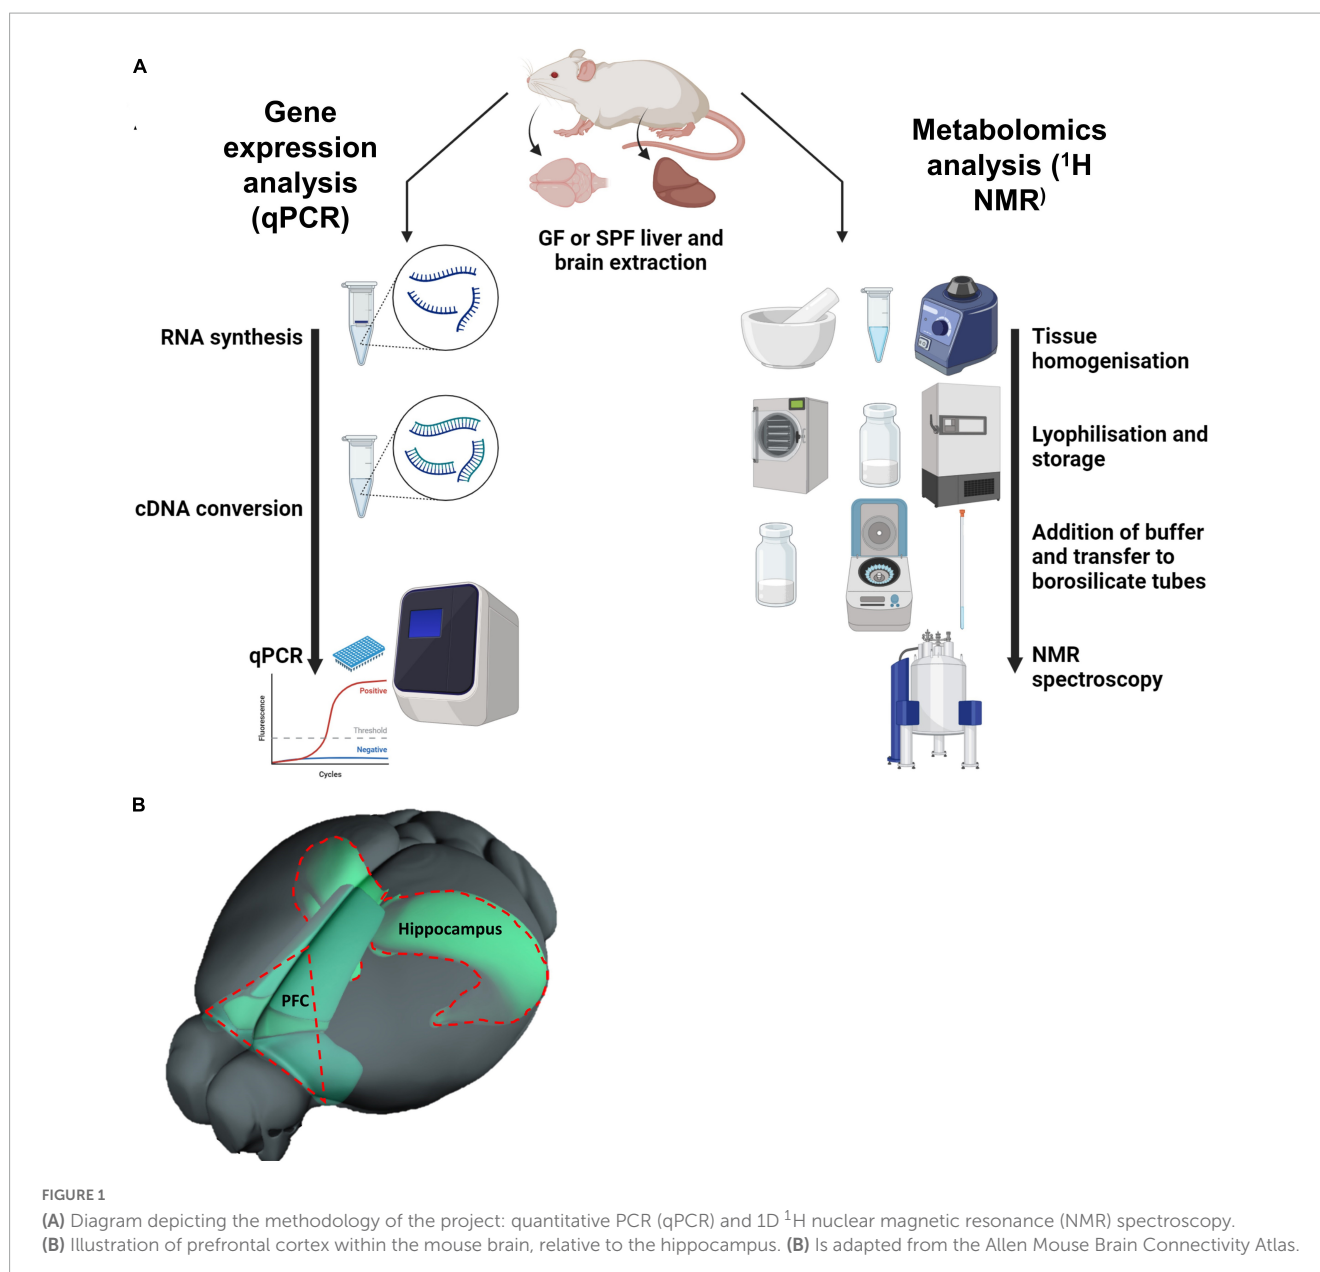 A
Gene
expression
analysis
(qPCR)
GF or SPF liver and
brain extraction
Metabolomics
analysis (¹H
NMR)
RNA synthesis
cDNA conversion
qPCR
Fluorescence
Positive
Threshold
Negative
Cycles
Tissue
homogenisation
Lyophilisation and
storage
Addition of buffer
and transfer to
borosilicate tubes
NMR
spectroscopy
B
Hippocampus
PFC
FIGURE 1
(A) Diagram depicting the methodology of the project: quantitative PCR (qPCR) and 1D ¹H nuclear magnetic resonance (NMR) spectroscopy.
(B) Illustration of prefrontal cortex within the mouse brain, relative to the hippocampus. (B) Is adapted from the Allen Mouse Brain Connectivity Atlas.